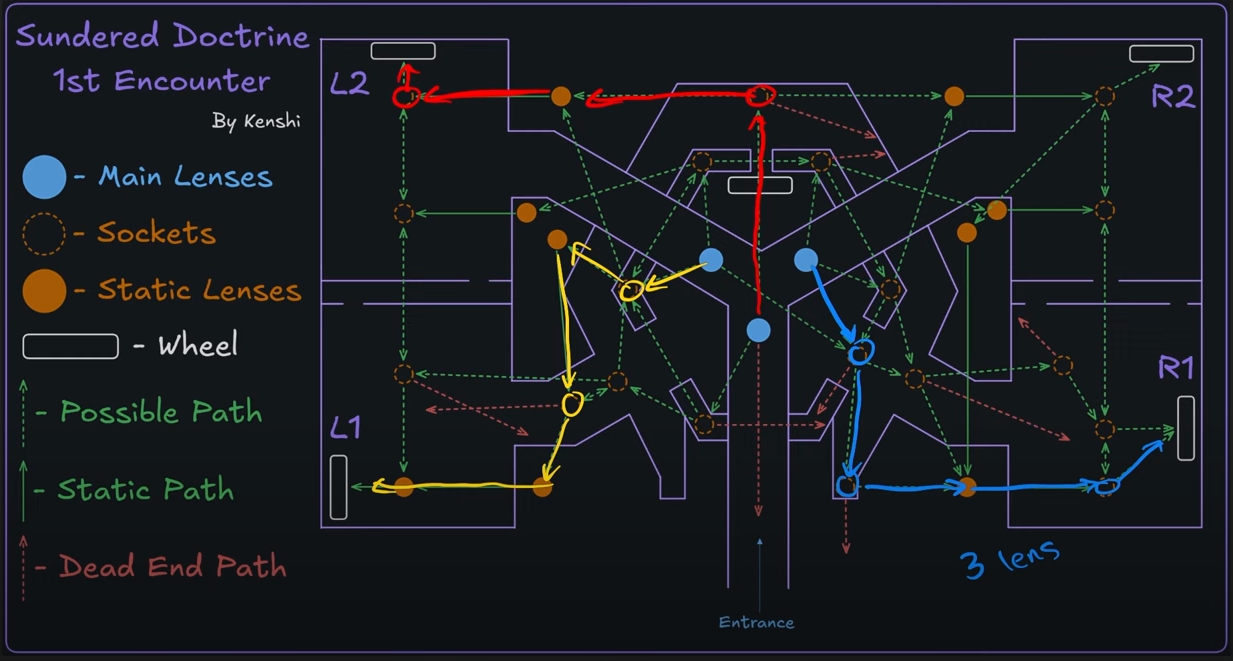 Sundered Doctrine
1st Encounter
By Kenshi
- Main Lenses
- Sockets
- Static Lenses
- Wheel
- Possible Path
- Static Path
- Dead End Path
L2
R2
L1
R1
3 lens
Entrance